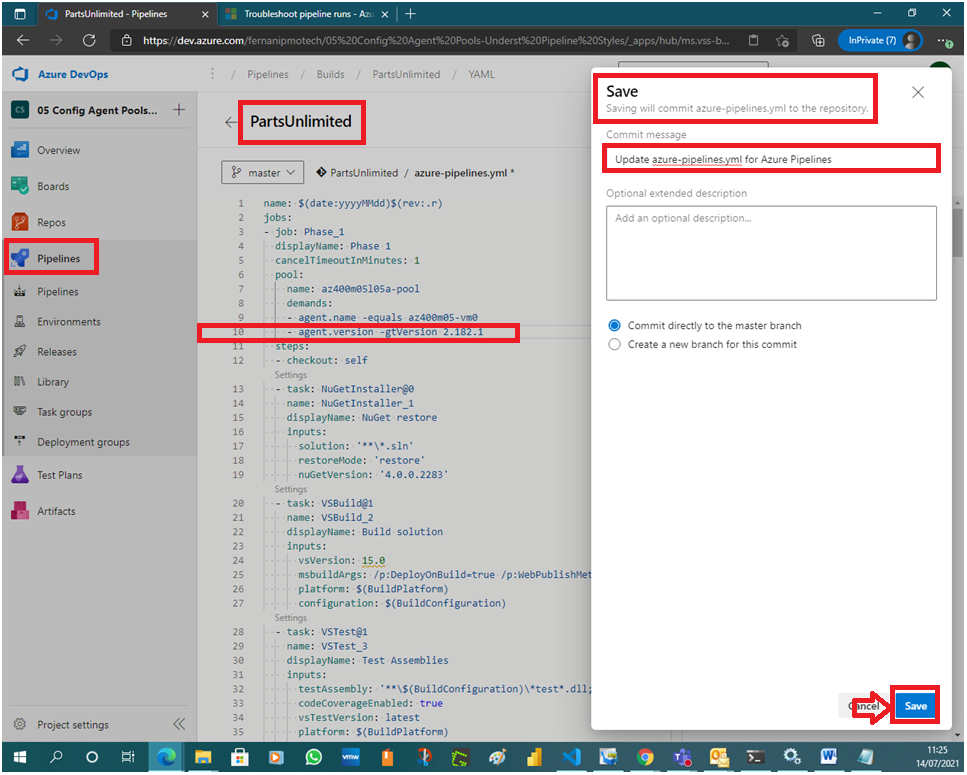 PartsUnlimited - Pipelines
Troubleshoot pipeline runs - Azu
https://dev.azure.com/fernanipmotech/05%20Config%20Agent%20Pools-Underst%20Pipeline%20Styles/_apps/hub/ms.vss-b...
InPrivate (7)
Azure DevOps
/ Pipelines / Builds / PartsUnlimited / YAML
CS
05 Config Agent Pools...
Overview
Boards
Repos
Pipelines
Pipelines
Environments
Releases
Library
Task groups
Deployment groups
Test Plans
Artifacts
Project settings
PartsUnlimited
master
PartsUnlimited / azure-pipelines.yml *
1 name: $(date:yyyyMMdd)$(rev:.r)
2 jobs:
3 - job: Phase_1
4 displayName: Phase 1
5 cancelTimeoutInMinutes: 1
6 pool:
7 name: az400m05l05a-pool
8 demands:
9 - agent.name -equals az400m05-vm0
10 - agent.version -gtVersion 2.182.1
11 steps:
12 - checkout: self
Settings
13 - task: NuGetInstaller@0
14 name: NuGetInstaller_1
15 displayName: NuGet restore
16 inputs:
17 solution: '**\*.sln'
18 restoreMode: 'restore'
19 nuGetVersion: '4.0.0.2283'
Settings
20 - task: VSBuild@1
21 name: VSBuild_2
22 displayName: Build solution
23 inputs:
24 vsVersion: 15.0
25 msbuildArgs: /p:DeployOnBuild=true /p:WebPublishMet
26 platform: $(BuildPlatform)
27 configuration: $(BuildConfiguration)
Settings
28 - task: VSTest@1
29 name: VSTest_3
30 displayName: Test Assemblies
31 inputs:
32 testAssembly: '**\$(BuildConfiguration)\*test*.dll;
33 codeCoverageEnabled: true
34 vsTestVersion: latest
35 platform: $(BuildPlatform)
Save
Saving will commit azure-pipelines.yml to the repository.
Commit message
Update azure-pipelines.yml for Azure Pipelines
Optional extended description
Add an optional description...
Commit directly to the master branch
Create a new branch for this commit
Cancel
Save
vmw
11:25
14/07/2021